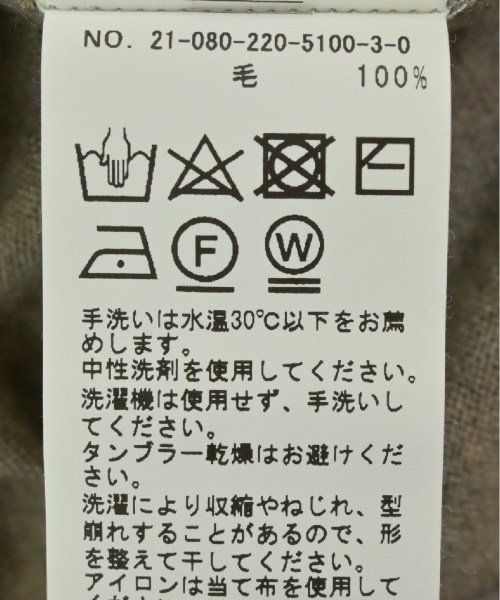 NO. 21-080-220-5100-3-0
毛 100%
F W
手洗いは水温30℃以下をお薦
めします。
中性洗剤を使用してください。
洗濯機は使用せず、手洗いし
てください。
タンブラー乾燥はお避けくだ
さい。
洗濯により収縮やねじれ、型
崩れすることがあるので、形
を整えて干してください。
アイロンは当て布を使用して